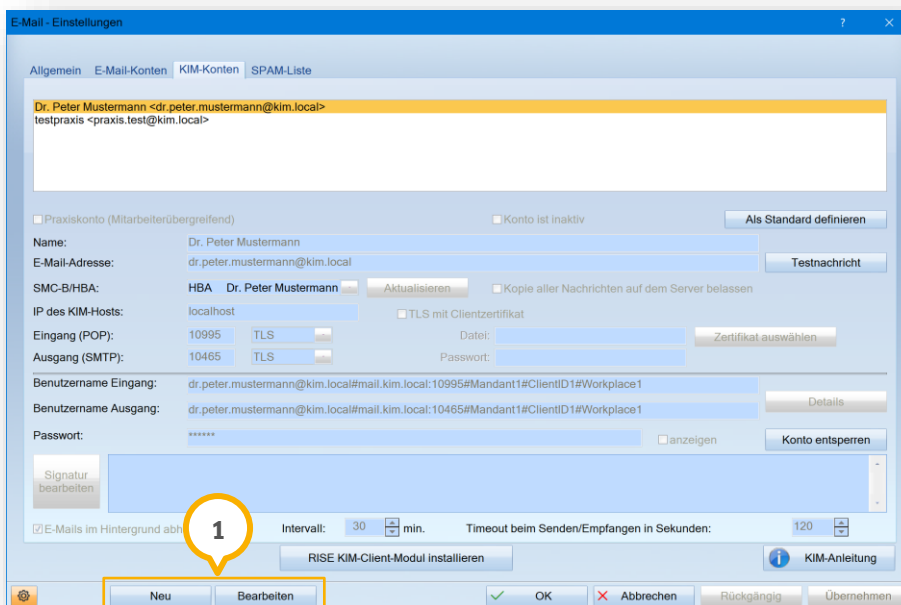 E-Mail - Einstellungen
Allgemein E-Mail-Konten KIM-Konten SPAM-Liste
Dr. Peter Mustermann <dr.peter.mustermann@kim.local>
testpraxis <praxis.test@kim.local>
Praxiskonto (Mitarbeiterübergreifend) Konto ist inaktiv Als Standard definieren
Name: Dr. Peter Mustermann
E-Mail-Adresse: dr.peter.mustermann@kim.local Testnachricht
SMC-B/HBA: HBA Dr. Peter Mustermann Aktualisieren Kopie aller Nachrichten auf dem Server belassen
IP des KIM-Hosts: localhost TLS mit Clientzertifikat
Eingang (POP): 10995 TLS Datei: Zertifikat auswählen
Ausgang (SMTP): 10465 TLS Passwort:
Benutzername Eingang: dr.peter.mustermann@kim.local#mail.kim.local:10995#Mandant1#ClientID1#Workplace1
Details
Benutzername Ausgang: dr.peter.mustermann@kim.local#mail.kim.local:10465#Mandant1#ClientID1#Workplace1
Passwort: ****** anzeigen Konto entsperren
Signatur
bearbeiten
E-Mails im Hintergrund abh 1 Intervall: 30 min. Timeout beim Senden/Empfangen in Sekunden: 120
RISE KIM-Client-Modul installieren KIM-Anleitung
Neu Bearbeiten OK Abbrechen Rückgängig Übernehmen